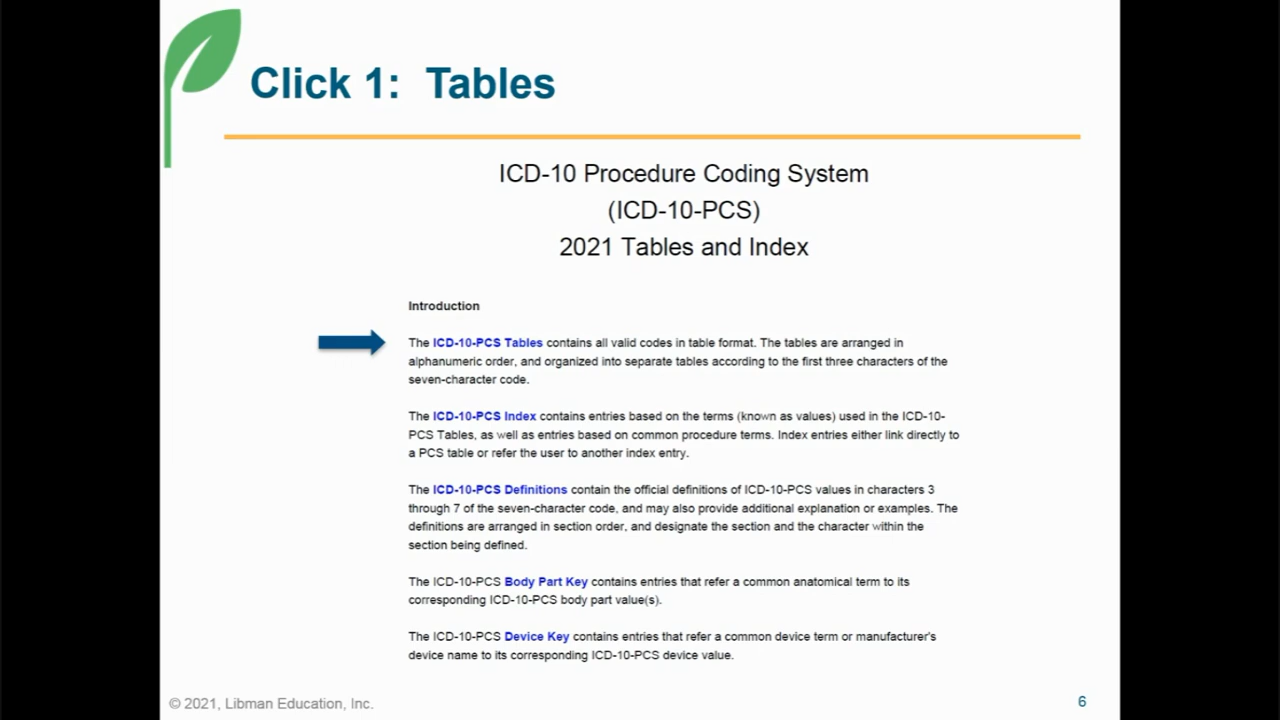 Click 1: Tables
ICD-10 Procedure Coding System
(ICD-10-PCS)
2021 Tables and Index
Introduction
The ICD-10-PCS Tables contains all valid codes in table format. The tables are arranged in
alphanumeric order, and organized into separate tables according to the first three characters of the
seven-character code.
The ICD-10-PCS Index contains entries based on the terms (known as values) used in the ICD-10-
PCS Tables, as well as entries based on common procedure terms. Index entries either link directly to
a PCS table or refer the user to another index entry.
The ICD-10-PCS Definitions contain the official definitions of ICD-10-PCS values in characters 3
through 7 of the seven-character code, and may also provide additional explanation or examples. The
definitions are arranged in section order, and designate the section and the character within the
section being defined.
The ICD-10-PCS Body Part Key contains entries that refer a common anatomical term to its
corresponding ICD-10-PCS body part value(s).
The ICD-10-PCS Device Key contains entries that refer a common device term or manufacturer's
device name to its corresponding ICD-10-PCS device value.
© 2021, Libman Education, Inc.
6